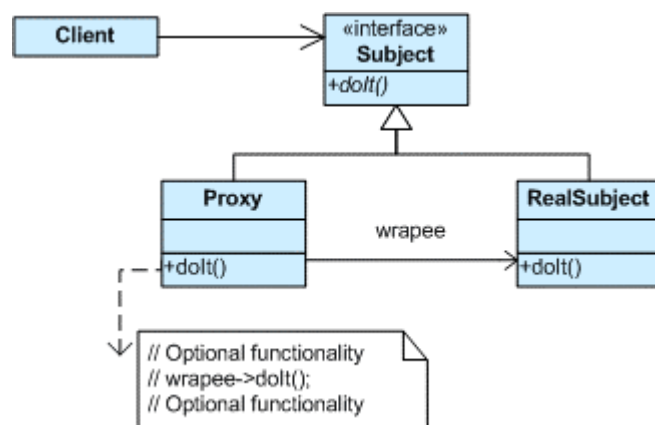 Client
«interface»
Subject
+doIt()
Proxy
RealSubject
wrapee
+doIt()
+doIt()
// Optional functionality
// wrapee->doIt();
// Optional functionality